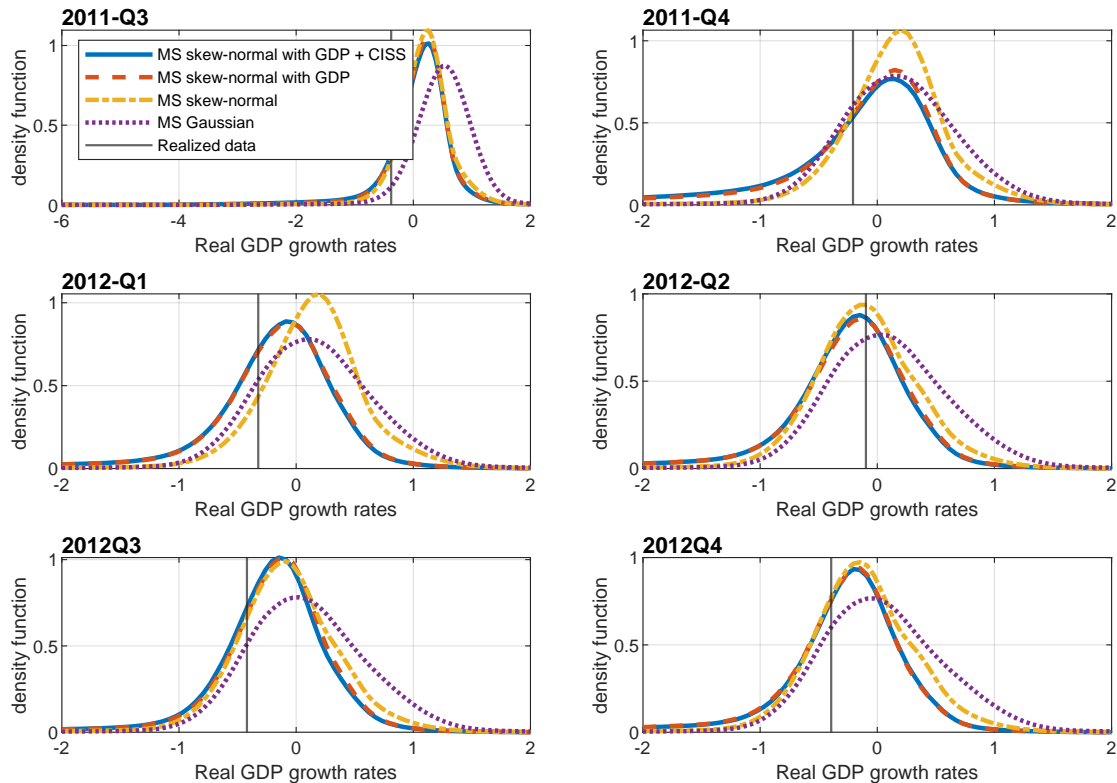 2011-Q3
1
0.5
0
density function
MS skew-normal with GDP + CISS
MS skew-normal with GDP
MS skew-normal
MS Gaussian
Realized data
-6 -4 -2 0 2
Real GDP growth rates
2011-Q4
1
0.5
0
density function
-2 -1 0 1 2
Real GDP growth rates
2012-Q1
1
0.5
0
density function
-2 -1 0 1 2
Real GDP growth rates
2012-Q2
1
0.5
0
density function
-2 -1 0 1 2
Real GDP growth rates
2012Q3
1
0.5
0
density function
-2 -1 0 1 2
Real GDP growth rates
2012Q4
1
0.5
0
density function
-2 -1 0 1 2
Real GDP growth rates